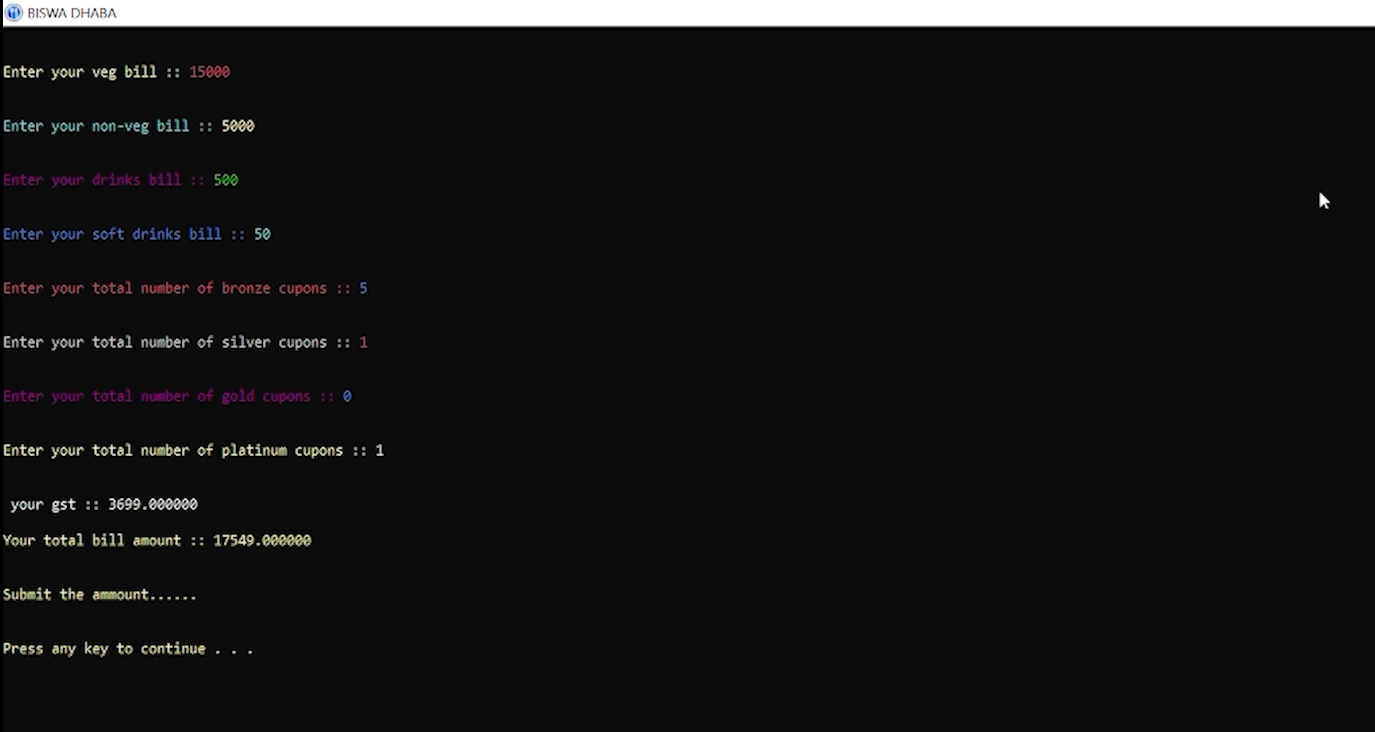 BISWA DHABA
Enter your veg bill :: 15000
Enter your non-veg bill :: 5000
Enter your drinks bill :: 500
Enter your soft drinks bill :: 50
Enter your total number of bronze cupons :: 5
Enter your total number of silver cupons :: 1
Enter your total number of gold cupons :: 0
Enter your total number of platinum cupons :: 1
your gst :: 3699.000000
Your total bill amount :: 17549.000000
Submit the ammount......
Press any key to continue . . .